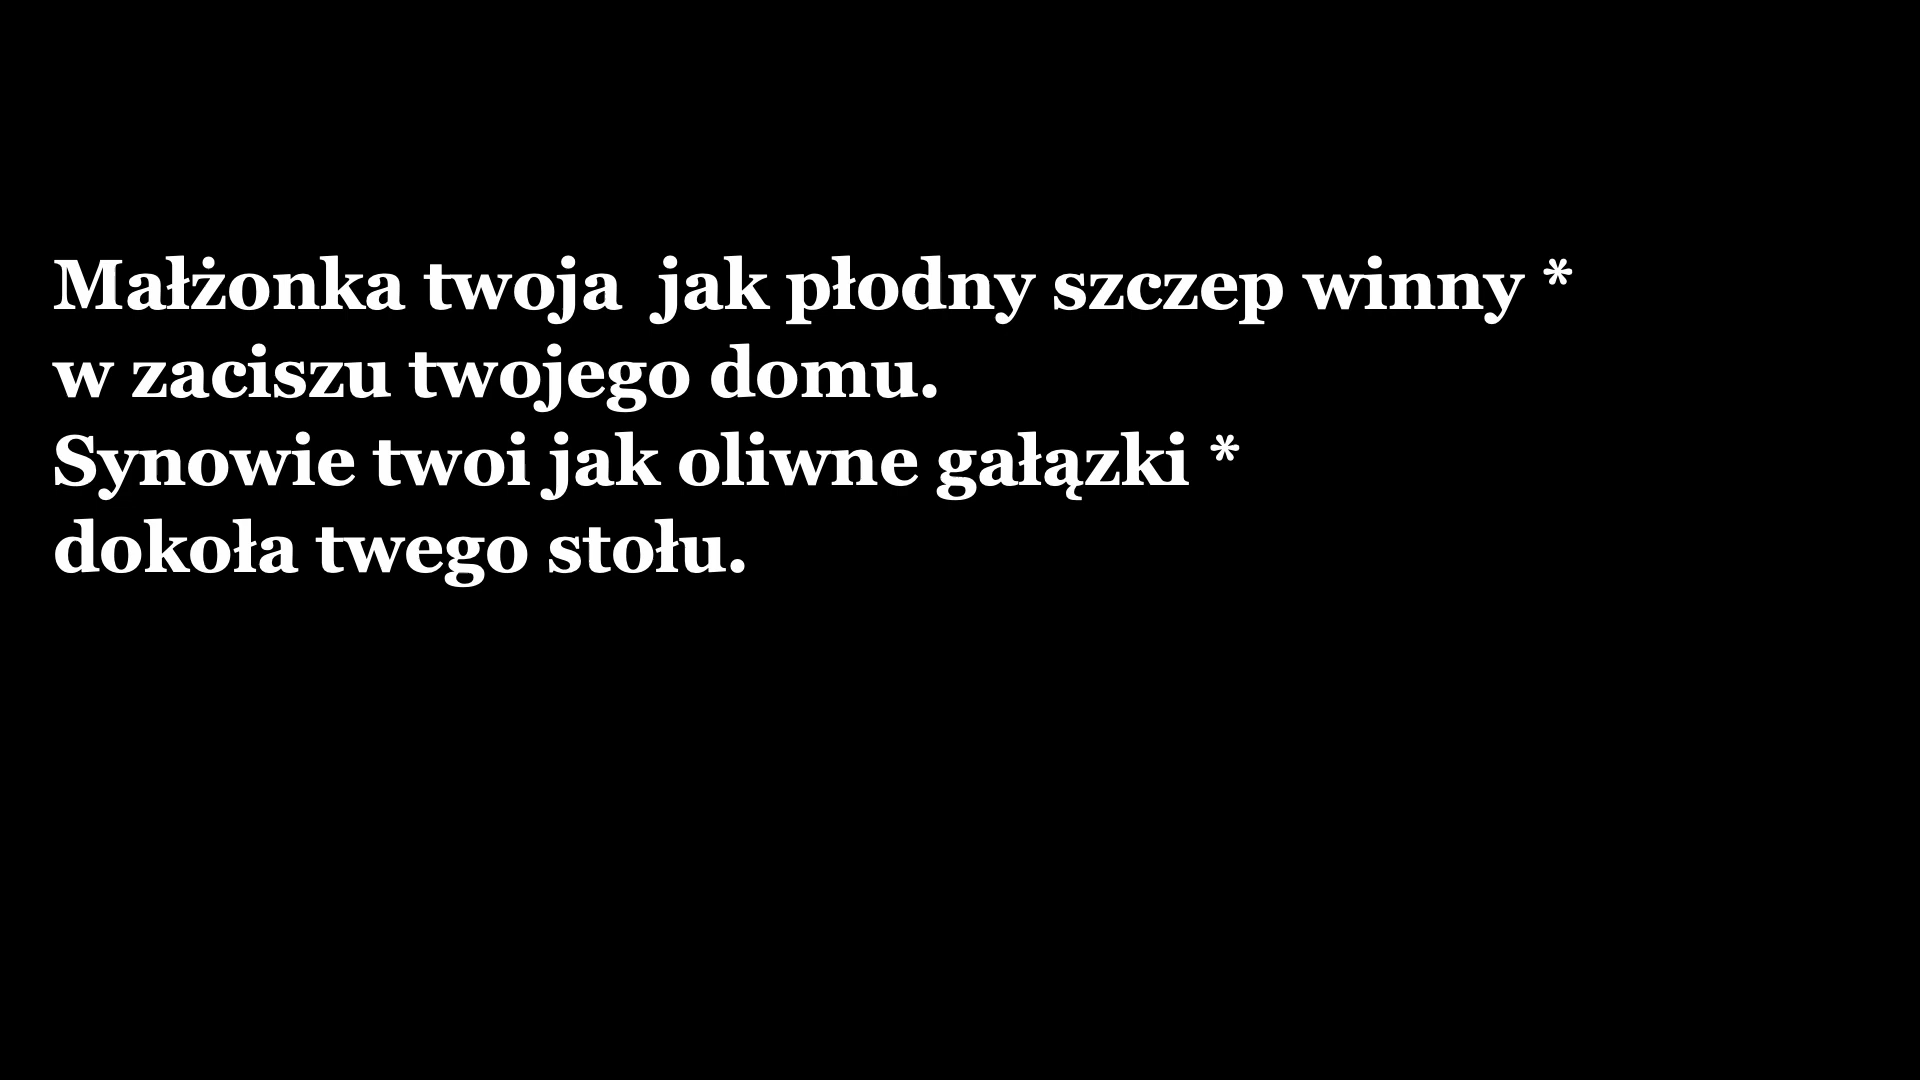 Małżonka twoja  jak płodny szczep winny *
w zaciszu twojego domu.
Synowie twoi jak oliwne gałązki *
dokoła twego stołu.